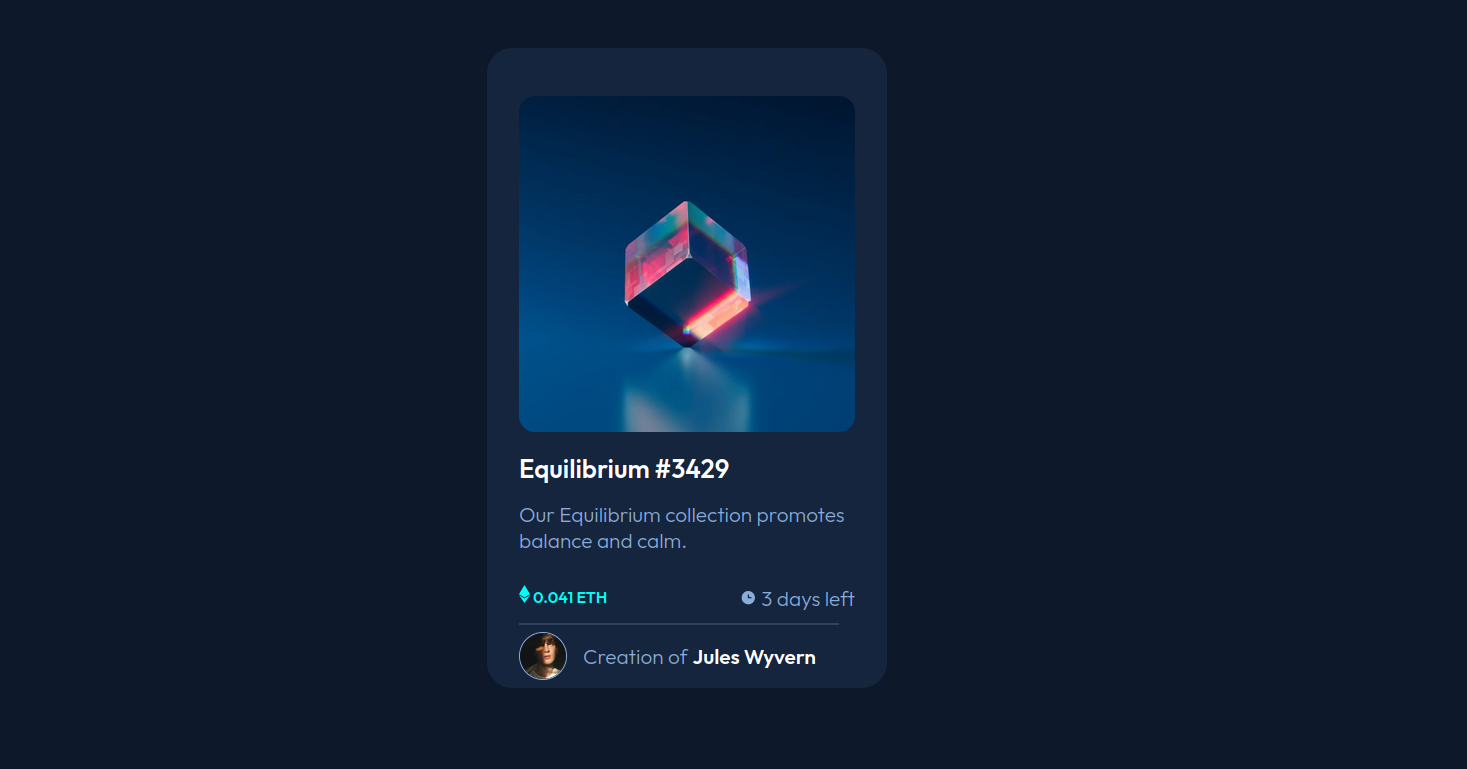 Equilibrium #3429
Our Equilibrium collection promotes
balance and calm.
0.041 ETH
3 days left
Creation of Jules Wyvern